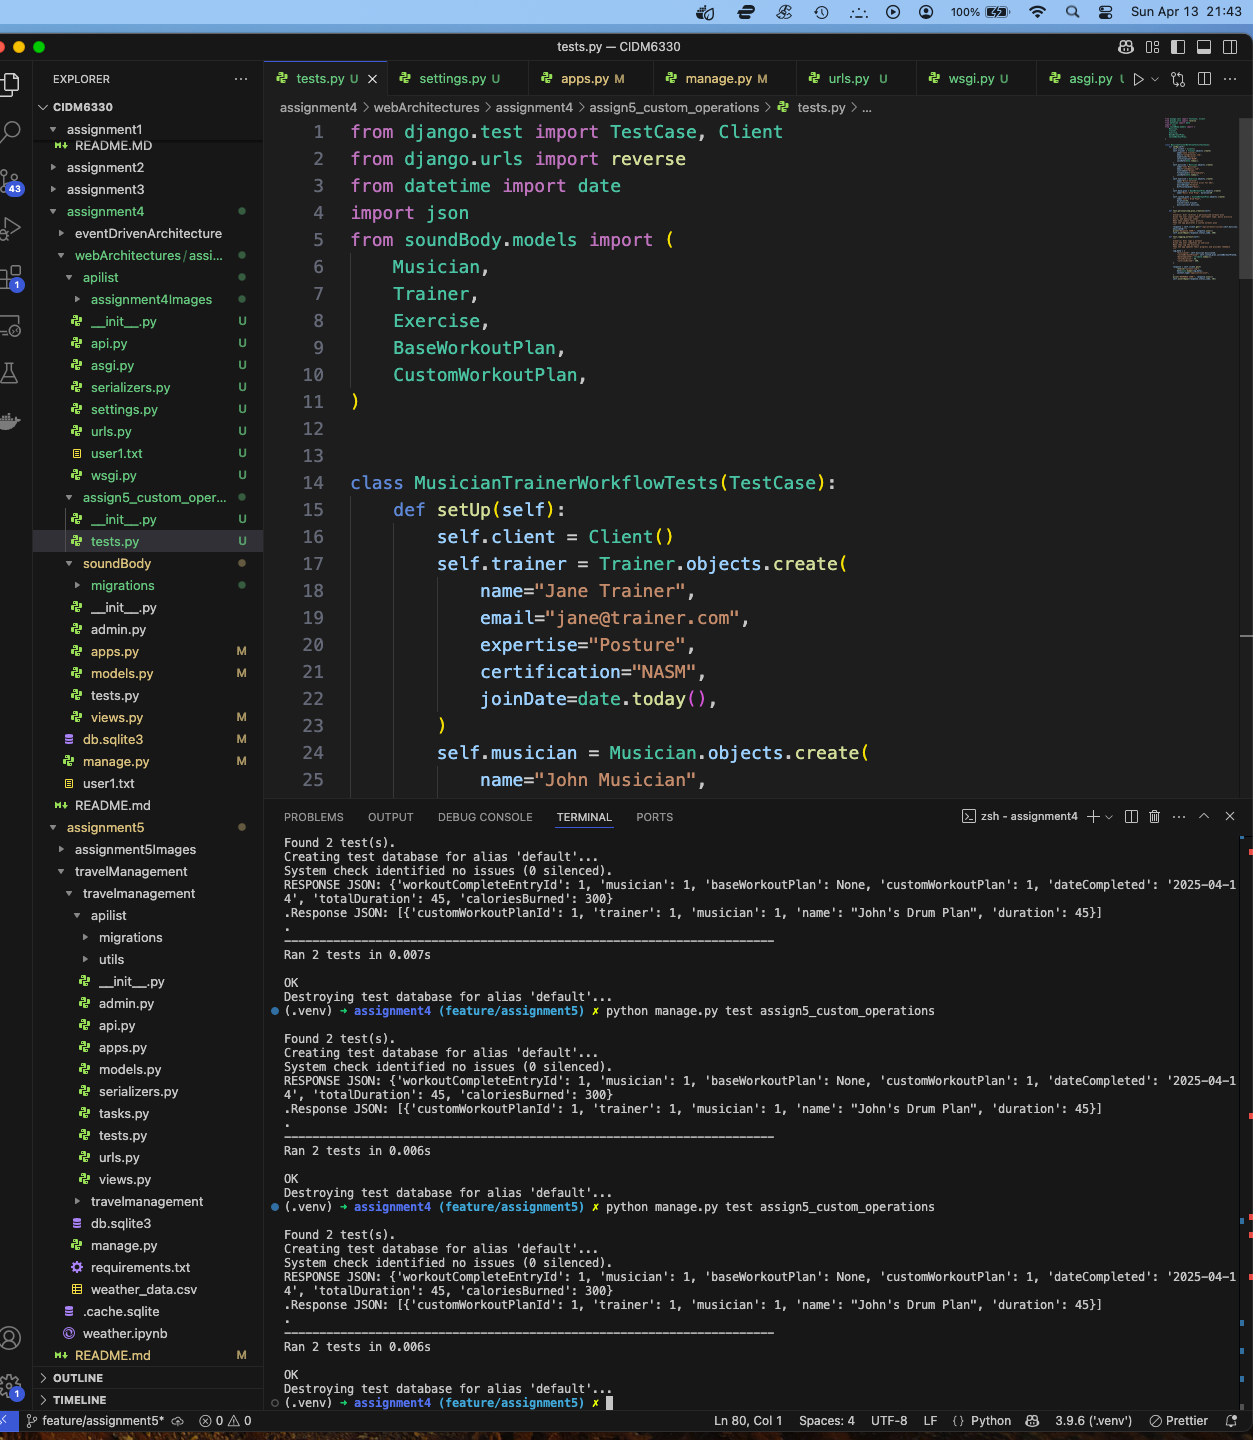 100%
Sun Apr 13 21:43
tests.py — CIDM6330
EXPLORER
CIDM6330
assignment1
README.MD
assignment2
assignment3
assignment4
eventDrivenArchitecture
webArchitectures / assi...
apilist
assignment4Images
__init__.py U
api.py U
asgi.py U
serializers.py U
settings.py U
urls.py U
user1.txt U
wsgi.py U
assign5_custom_oper...
__init__.py U
tests.py U
soundBody
migrations
__init__.py
admin.py
apps.py M
models.py M
tests.py
views.py M
db.sqlite3 M
manage.py M
user1.txt
README.md
assignment5
assignment5Images
travelManagement
travelmanagement
apilist
migrations
utils
__init__.py
admin.py
api.py
apps.py
models.py
serializers.py
tasks.py
tests.py
urls.py
views.py
travelmanagement
db.sqlite3
manage.py
requirements.txt
weather_data.csv
.cache.sqlite
weather.ipynb
README.md M
OUTLINE
TIMELINE
43
1
1
tests.py U
settings.py U
apps.py M
manage.py M
urls.py U
wsgi.py U
asgi.py
assignment4 > webArchitectures > assignment4 > assign5_custom_operations > tests.py > ...
1 from django.test import TestCase, Client
2 from django.urls import reverse
3 from datetime import date
4 import json
5 from soundBody.models import (
6 Musician,
7 Trainer,
8 Exercise,
9 BaseWorkoutPlan,
10 CustomWorkoutPlan,
11 )
12
13
14 class MusicianTrainerWorkflowTests(TestCase):
15 def setUp(self):
16 self.client = Client()
17 self.trainer = Trainer.objects.create(
18 name="Jane Trainer",
19 email="jane@trainer.com",
20 expertise="Posture",
21 certification="NASM",
22 joinDate=date.today(),
23 )
24 self.musician = Musician.objects.create(
25 name="John Musician",
PROBLEMS OUTPUT DEBUG CONSOLE TERMINAL PORTS
zsh - assignment4
Found 2 test(s).
Creating test database for alias 'default'...
System check identified no issues (0 silenced).
RESPONSE JSON: {'workoutCompleteEntryId': 1, 'musician': 1, 'baseWorkoutPlan': None, 'customWorkoutPlan': 1, 'dateCompleted': '2025-04-1
4', 'totalDuration': 45, 'caloriesBurned': 300}
.Response JSON: [{'customWorkoutPlanId': 1, 'trainer': 1, 'musician': 1, 'name': "John's Drum Plan", 'duration': 45}]
.
----------------------------------------------------------------------
Ran 2 tests in 0.007s
OK
Destroying test database for alias 'default'...
(.venv) ➜ assignment4 (feature/assignment5) ✗ python manage.py test assign5_custom_operations
Found 2 test(s).
Creating test database for alias 'default'...
System check identified no issues (0 silenced).
RESPONSE JSON: {'workoutCompleteEntryId': 1, 'musician': 1, 'baseWorkoutPlan': None, 'customWorkoutPlan': 1, 'dateCompleted': '2025-04-1
4', 'totalDuration': 45, 'caloriesBurned': 300}
.Response JSON: [{'customWorkoutPlanId': 1, 'trainer': 1, 'musician': 1, 'name': "John's Drum Plan", 'duration': 45}]
.
----------------------------------------------------------------------
Ran 2 tests in 0.006s
OK
Destroying test database for alias 'default'...
(.venv) ➜ assignment4 (feature/assignment5) ✗ python manage.py test assign5_custom_operations
Found 2 test(s).
Creating test database for alias 'default'...
System check identified no issues (0 silenced).
RESPONSE JSON: {'workoutCompleteEntryId': 1, 'musician': 1, 'baseWorkoutPlan': None, 'customWorkoutPlan': 1, 'dateCompleted': '2025-04-1
4', 'totalDuration': 45, 'caloriesBurned': 300}
.Response JSON: [{'customWorkoutPlanId': 1, 'trainer': 1, 'musician': 1, 'name': "John's Drum Plan", 'duration': 45}]
.
----------------------------------------------------------------------
Ran 2 tests in 0.006s
OK
Destroying test database for alias 'default'...
(.venv) ➜ assignment4 (feature/assignment5) ✗
feature/assignment5* 0 0 Ln 80, Col 1 Spaces: 4 UTF-8 LF {} Python 3.9.6 ('.venv') Prettier